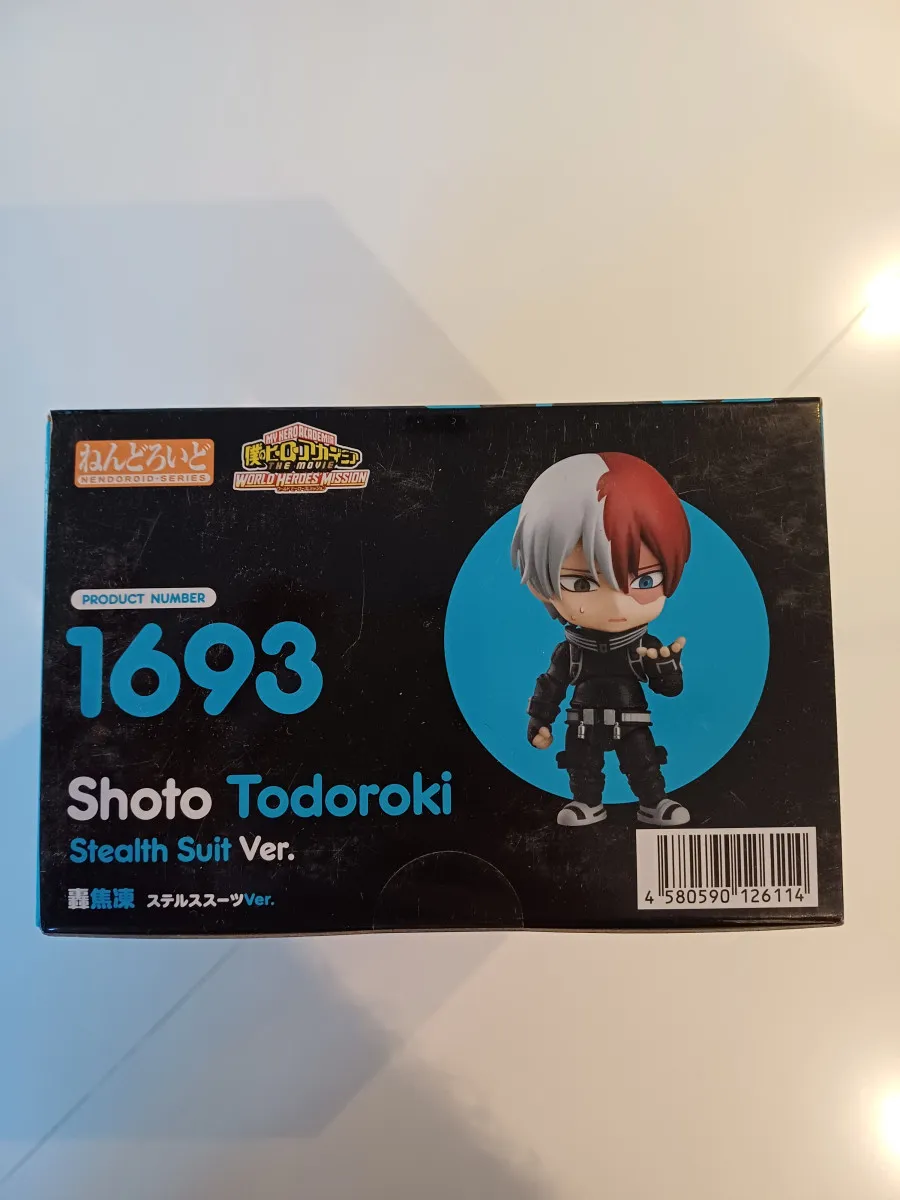 ねんどろいど
NENDOROID-SERIES
MY HERO ACADEMIA
僕のヒーローアカデミア
THE MOVIE
WORLD HEROES' MISSION
PRODUCT NUMBER
1693
Shoto Todoroki
Stealth Suit Ver.
轟焦凍 ステルススーツVer.
4 580590 126114